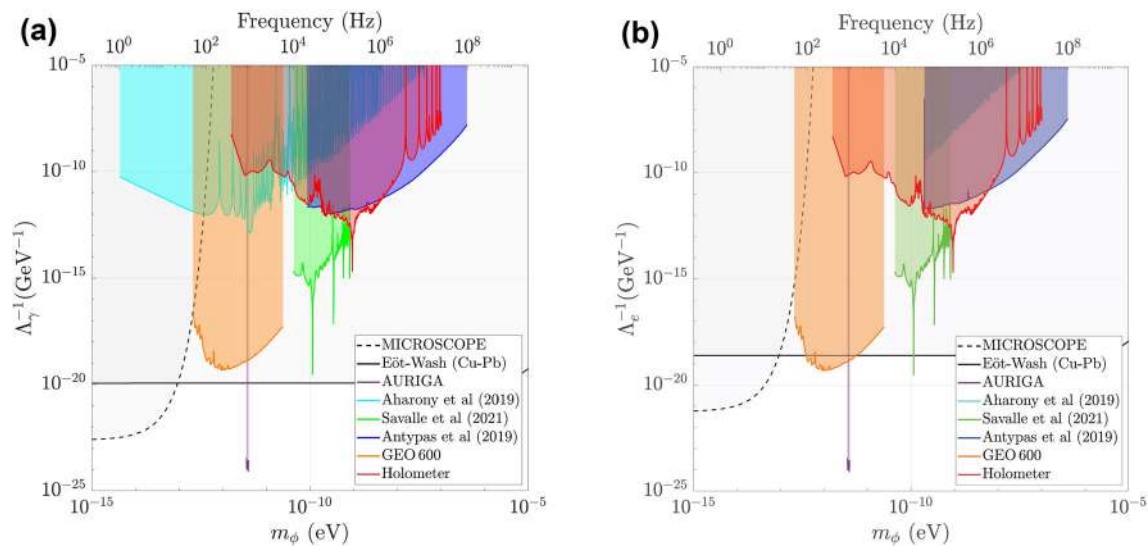 (a)
Frequency (Hz)
10^0 10^2 10^4 10^6 10^8
10^-5
10^-10
10^-15
10^-20
10^-25
Λ_γ^-1(GeV^-1)
MICROSCOPE
Eöt-Wash (Cu-Pb)
AURIGA
Aharony et al (2019)
Savalle et al (2021)
Antypas et al (2019)
GEO 600
Holometer
10^-15 10^-10 10^-5
m_ϕ (eV)
(b)
Frequency (Hz)
10^0 10^2 10^4 10^6 10^8
10^-5
10^-10
10^-15
10^-20
10^-25
Λ_e^-1(GeV^-1)
MICROSCOPE
Eöt-Wash (Cu-Pb)
AURIGA
Aharony et al (2019)
Savalle et al (2021)
Antypas et al (2019)
GEO 600
Holometer
10^-15 10^-10 10^-5
m_ϕ (eV)